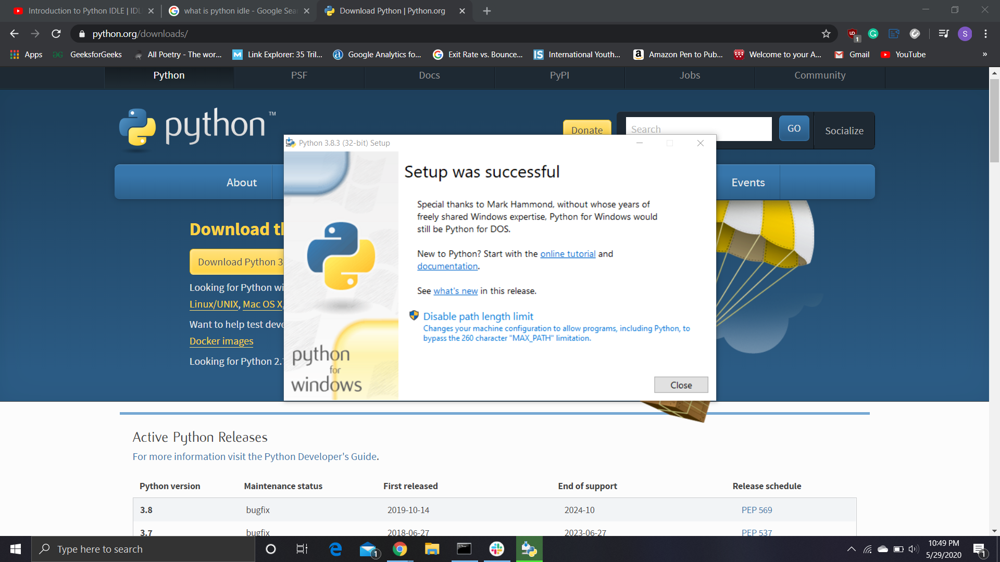 Introduction to Python IDLE | IDL
what is python idle - Google Sear
Download Python | Python.org
python.org/downloads/
UD
1
S
Apps
GeeksforGeeks
All Poetry - The wor...
Link Explorer: 35 Tril...
Google Analytics fo...
Exit Rate vs. Bounce...
International Youth...
Amazon Pen to Pub...
Welcome to your A...
Gmail
YouTube
»
Python
PSF
Docs
PyPI
Jobs
Community
python™
Donate
Search
GO
Socialize
About
Events
Python 3.8.3 (32-bit) Setup
Setup was successful
Special thanks to Mark Hammond, without whose years of
freely shared Windows expertise, Python for Windows would
still be Python for DOS.
New to Python? Start with the online tutorial and
documentation.
See what's new in this release.
Disable path length limit
Changes your machine configuration to allow programs, including Python, to
bypass the 260 character "MAX_PATH" limitation.
python
for
windows
Close
Download th
Download Python 3
Looking for Python wi
Linux/UNIX, Mac OS X,
Want to help test deve
Docker images
Looking for Python 2.7
Active Python Releases
For more information visit the Python Developer's Guide.
Python version Maintenance status First released End of support Release schedule
3.8 bugfix 2019-10-14 2024-10 PEP 569
3.7 bugfix 2018-06-27 2023-06-27 PEP 537
Type here to search
1
10:49 PM
5/29/2020
1